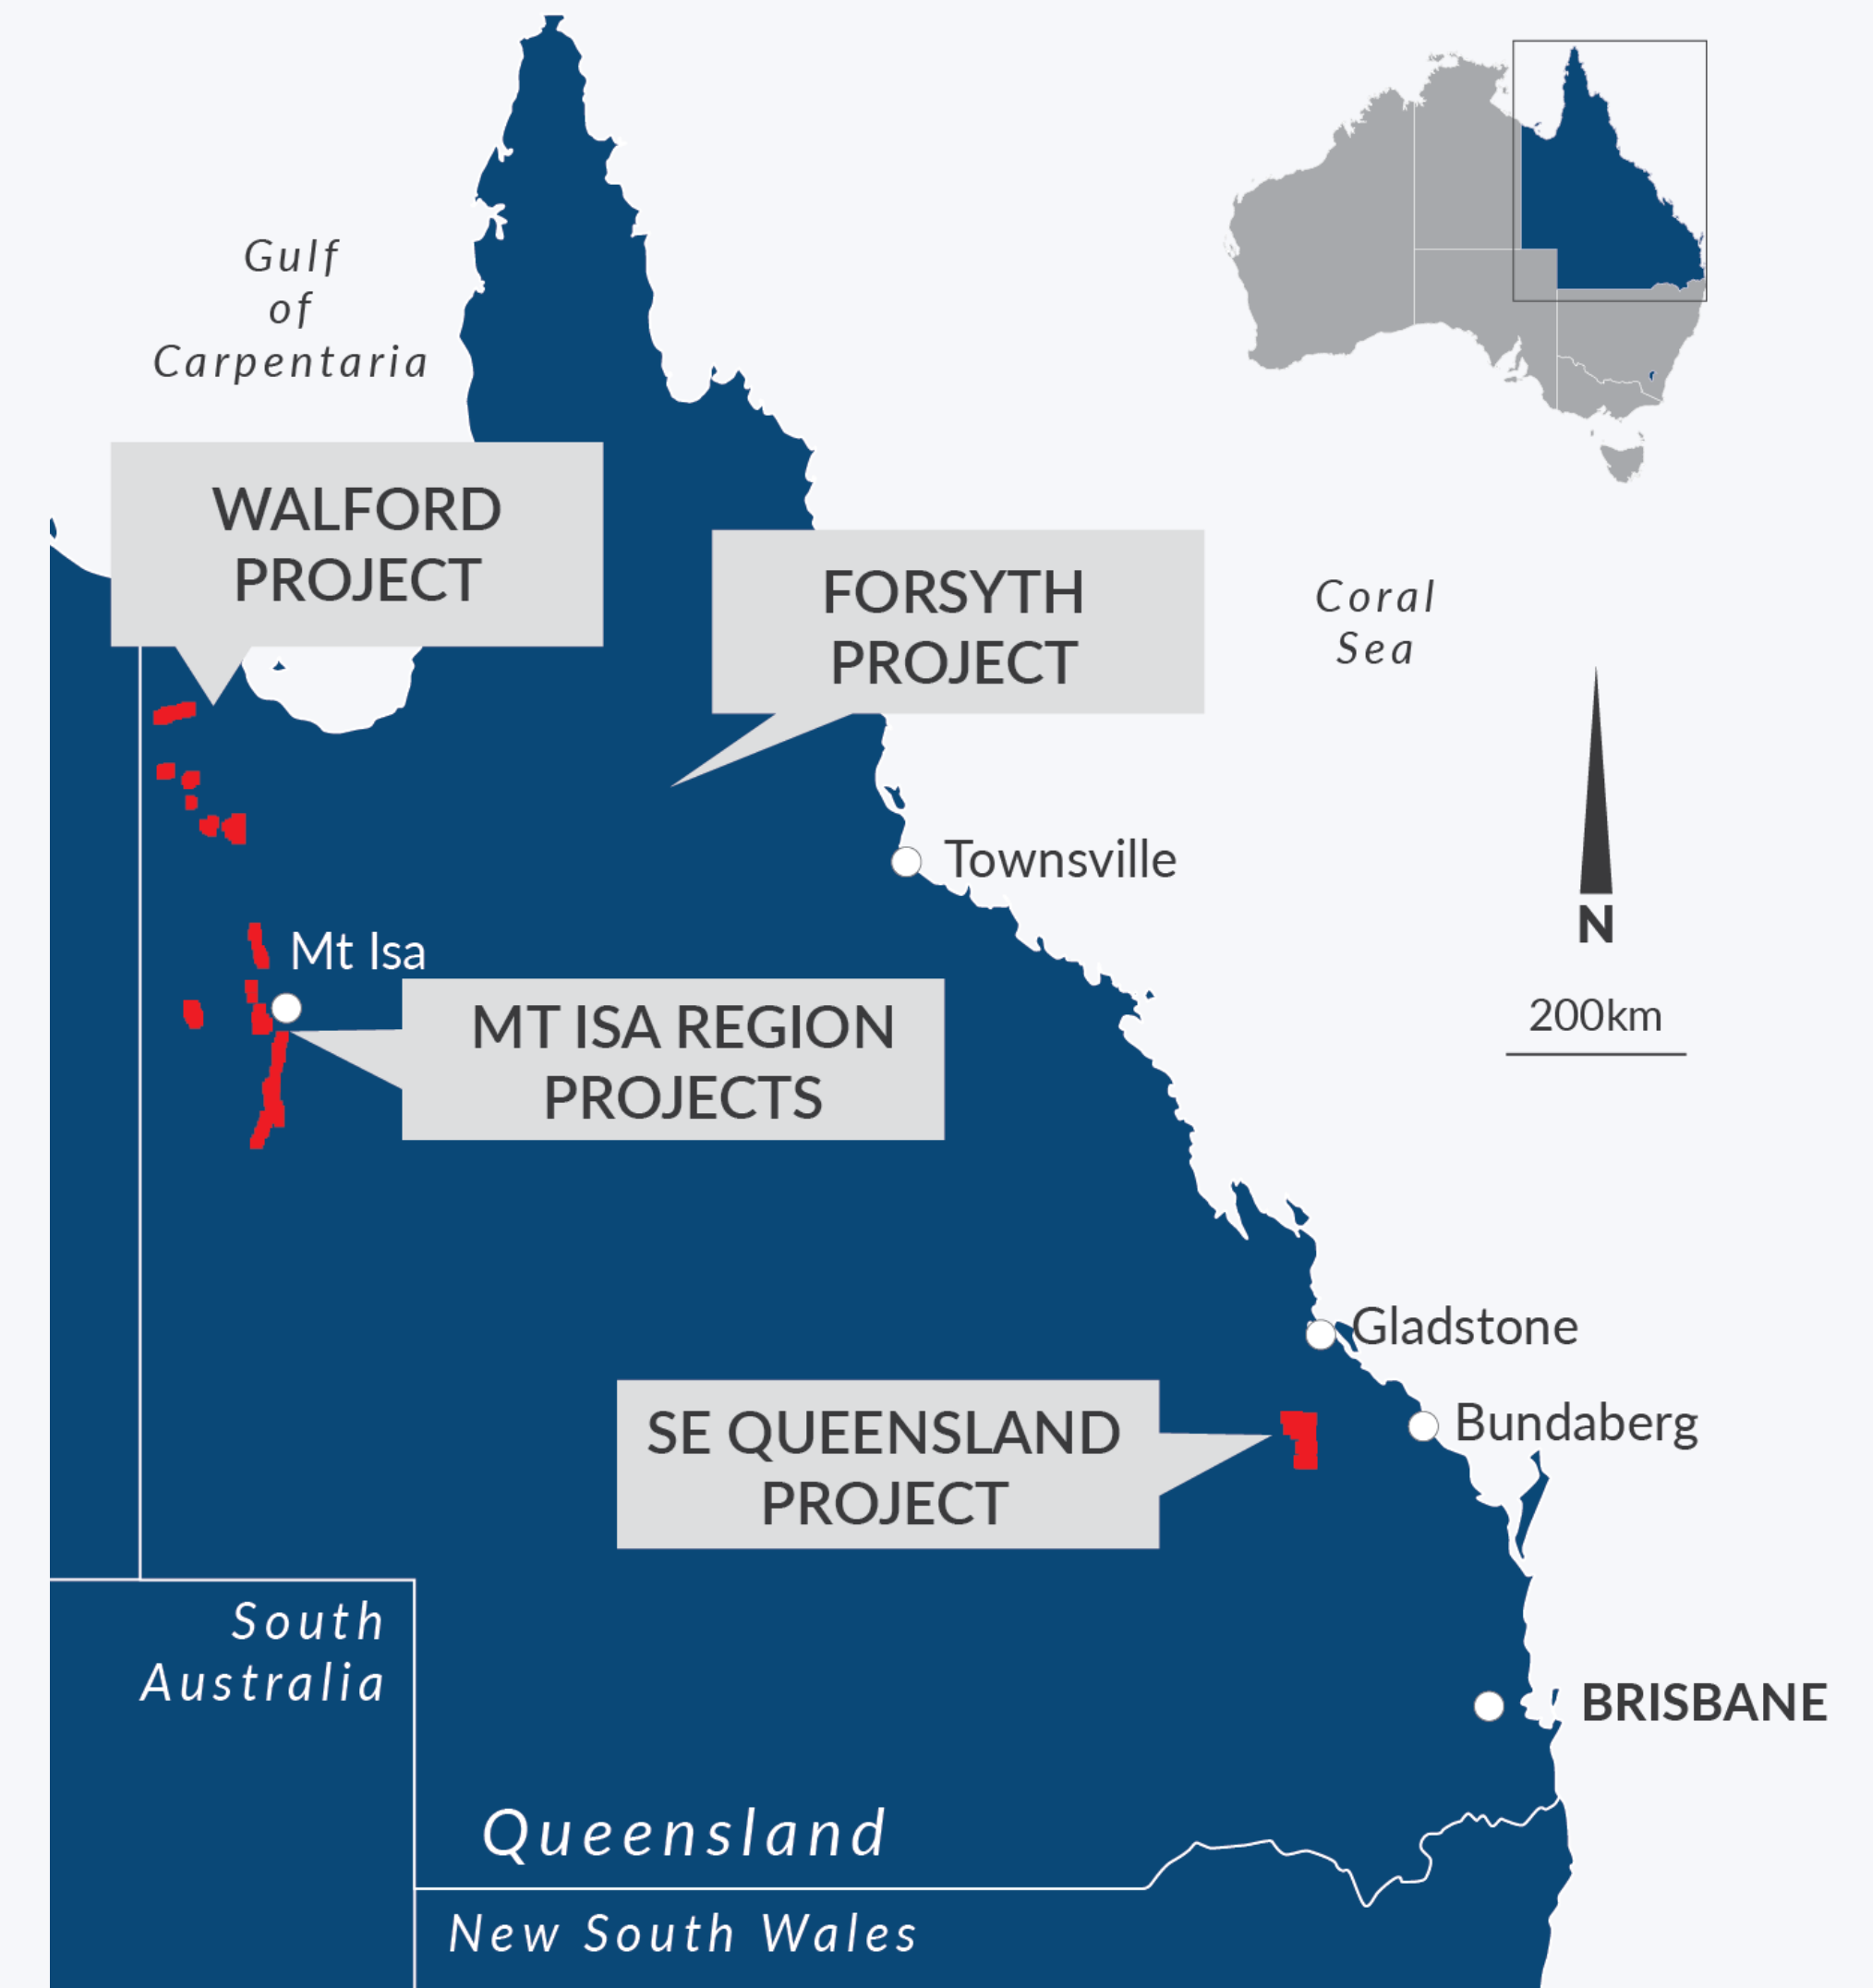 Gulf
of
Carpentaria
WALFORD
PROJECT
FORSYTH
PROJECT
Coral
Sea
Townsville
N
Mt Isa
200km
MT ISA REGION
PROJECTS
Gladstone
SE QUEENSLAND
PROJECT
Bundaberg
South
Australia
BRISBANE
Queensland
New South Wales